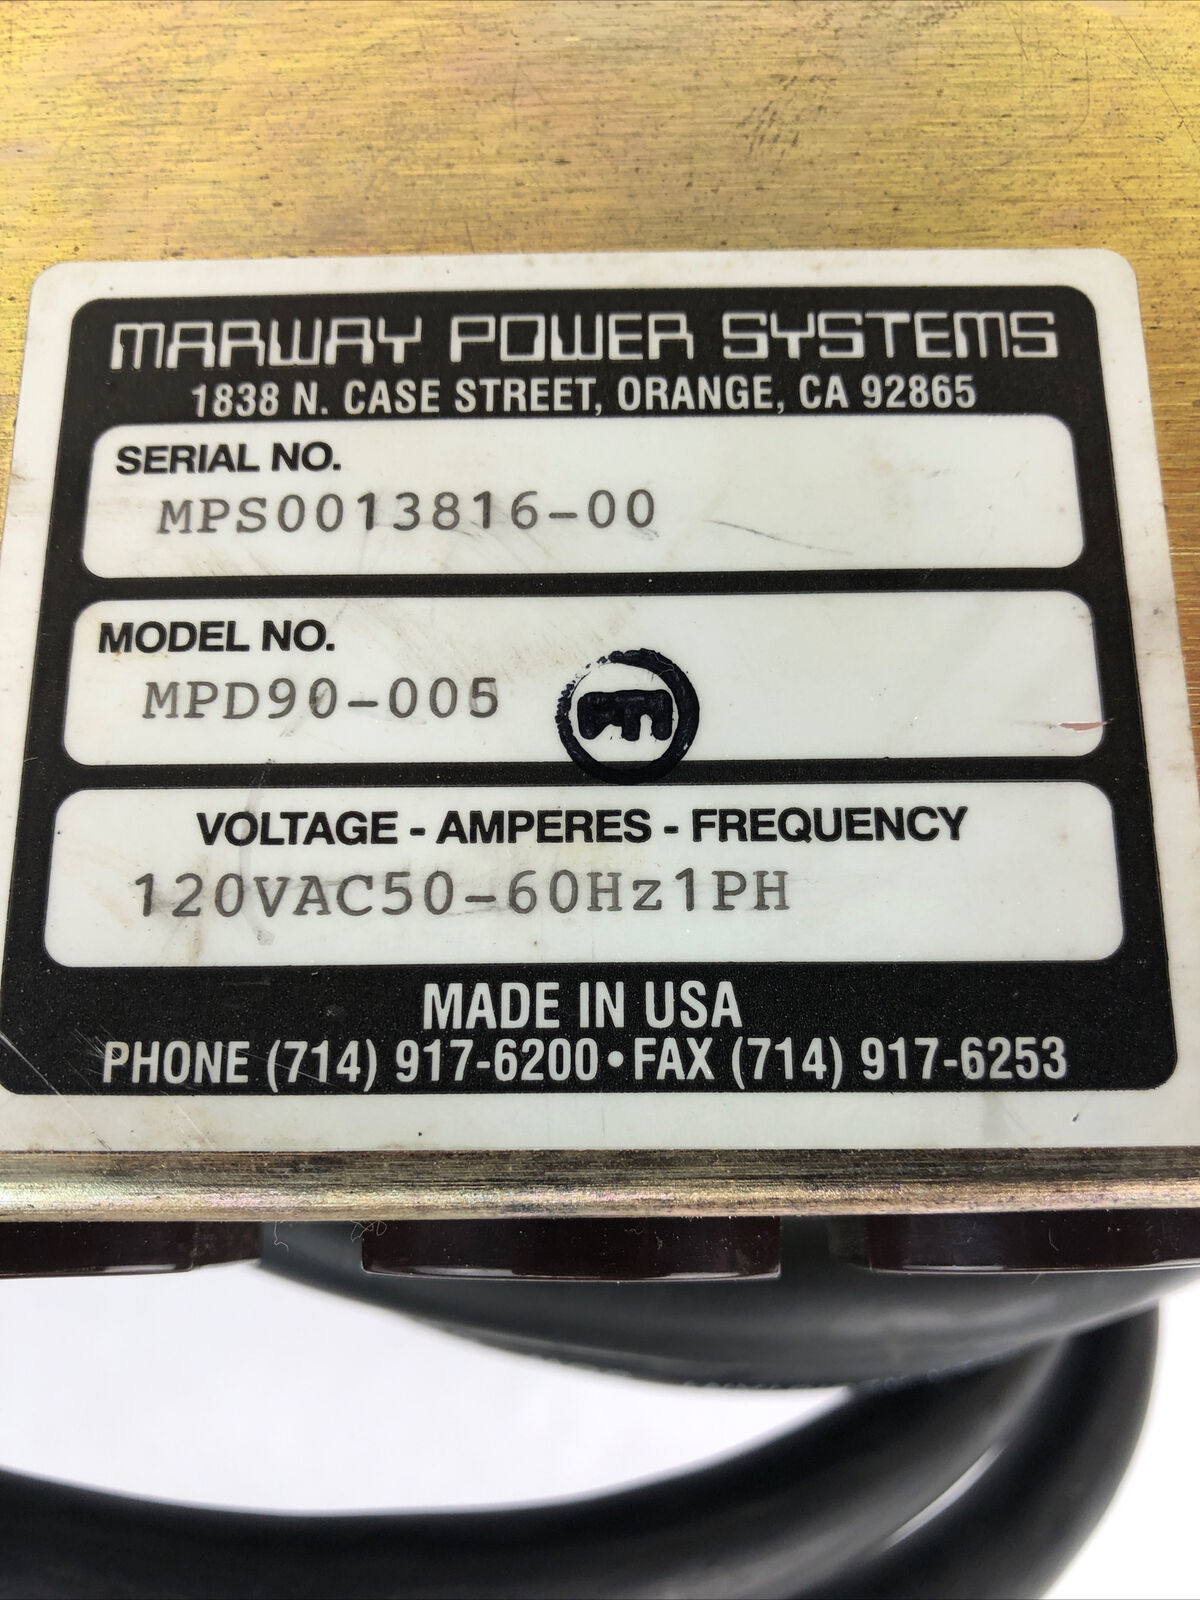 MARWAY POWER SYSTEMS
1838 N. CASE STREET, ORANGE, CA 92865
SERIAL NO.
MPS0013816-00
MODEL NO.
MPD90-005
VOLTAGE - AMPERES - FREQUENCY
120VAC50-60Hz1PH
MADE IN USA
PHONE (714) 917-6200 • FAX (714) 917-6253